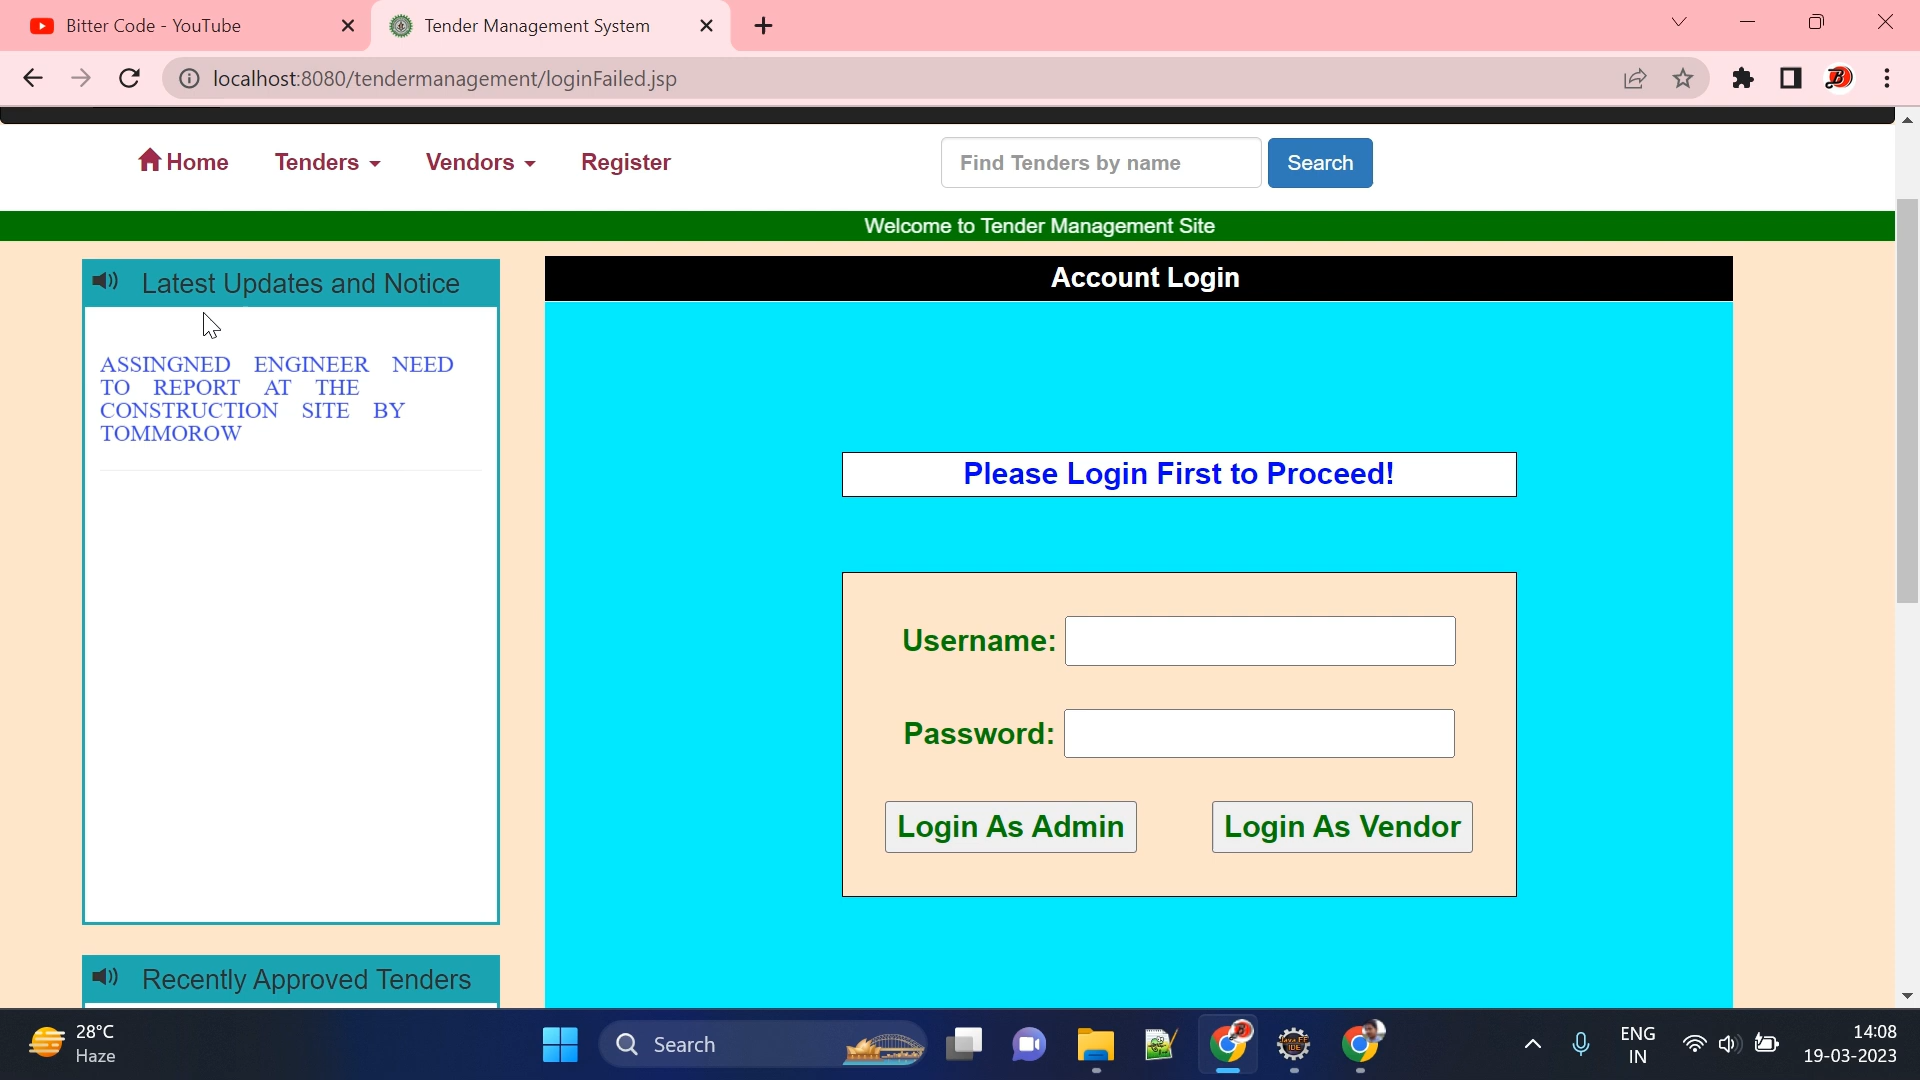 Bitter Code - YouTube
Tender Management System
localhost:8080/tendermanagement/loginFailed.jsp
Home
Tenders
Vendors
Register
Find Tenders by name
Search
Welcome to Tender Management Site
Latest Updates and Notice
ASSINGNED ENGINEER NEED
TO REPORT AT THE
CONSTRUCTION SITE BY
TOMMOROW
Recently Approved Tenders
Account Login
Please Login First to Proceed!
Username:
Password:
Login As Admin
Login As Vendor
28°C
Haze
Search
ENG
IN
14:08
19-03-2023